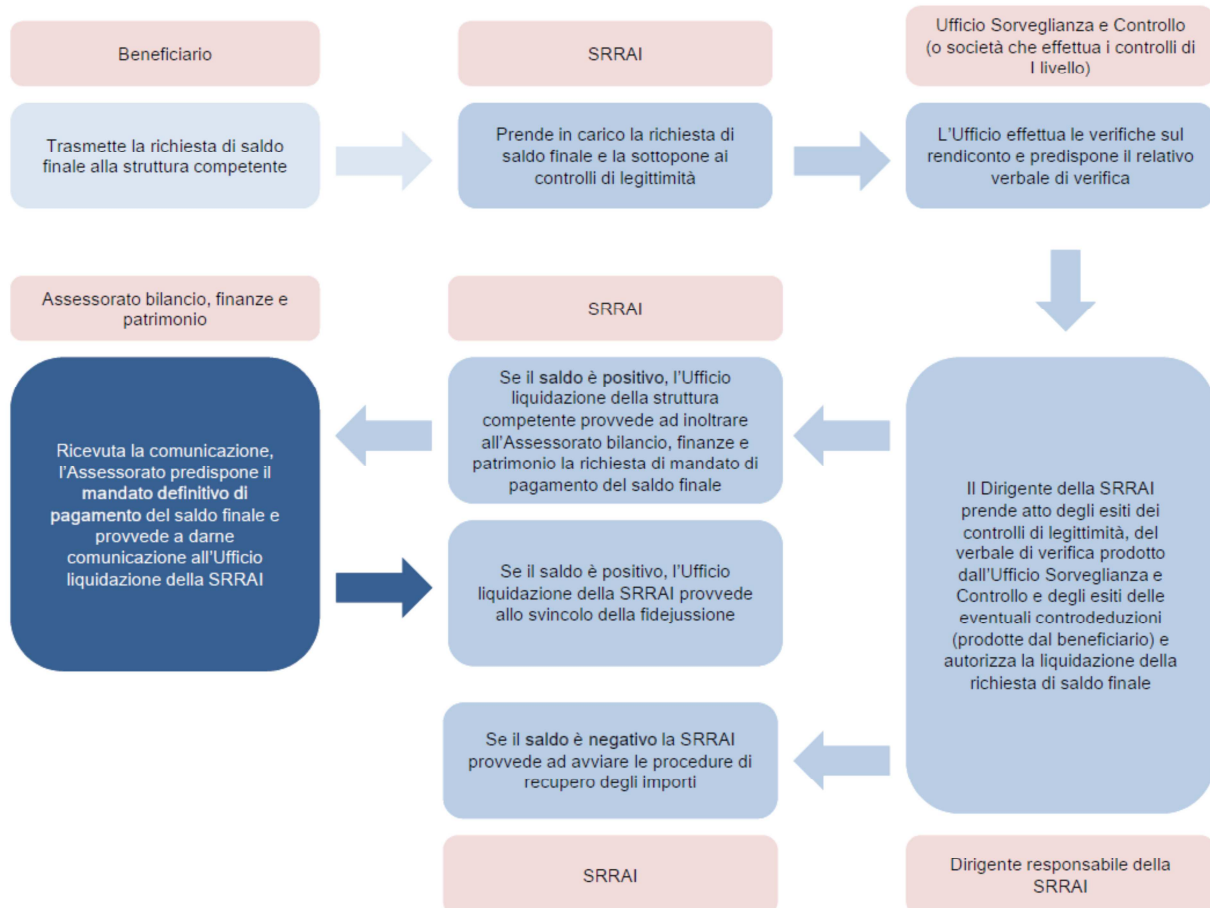 Beneficiario
SRRAI
Ufficio Sorveglianza e Controllo
(o società che effettua i controlli di
I livello)
Trasmette la richiesta di saldo
finale alla struttura competente
Prende in carico la richiesta di
saldo finale e la sottopone ai
controlli di legittimità
L'Ufficio effettua le verifiche sul
rendiconto e predispone il relativo
verbale di verifica
Assessorato bilancio, finanze e
patrimonio
SRRAI
Ricevuta la comunicazione,
l'Assessorato predispone il
mandato definitivo di
pagamento del saldo finale e
provvede a darne
comunicazione all'Ufficio
liquidazione della SRRAI
Se il saldo è positivo, l'Ufficio
liquidazione della struttura
competente provvede ad inoltrare
all'Assessorato bilancio, finanze e
patrimonio la richiesta di mandato di
pagamento del saldo finale
Se il saldo è positivo, l'Ufficio
liquidazione della SRRAI provvede
allo svincolo della fidejussione
Il Dirigente della SRRAI
prende atto degli esiti dei
controlli di legittimità, del
verbale di verifica prodotto
dall'Ufficio Sorveglianza e
Controllo e degli esiti delle
eventuali controdeduzioni
(prodotte dal beneficiario) e
autorizza la liquidazione della
richiesta di saldo finale
Se il saldo è negativo la SRRAI
provvede ad avviare le procedure di
recupero degli importi
SRRAI
Dirigente responsabile della
SRRAI